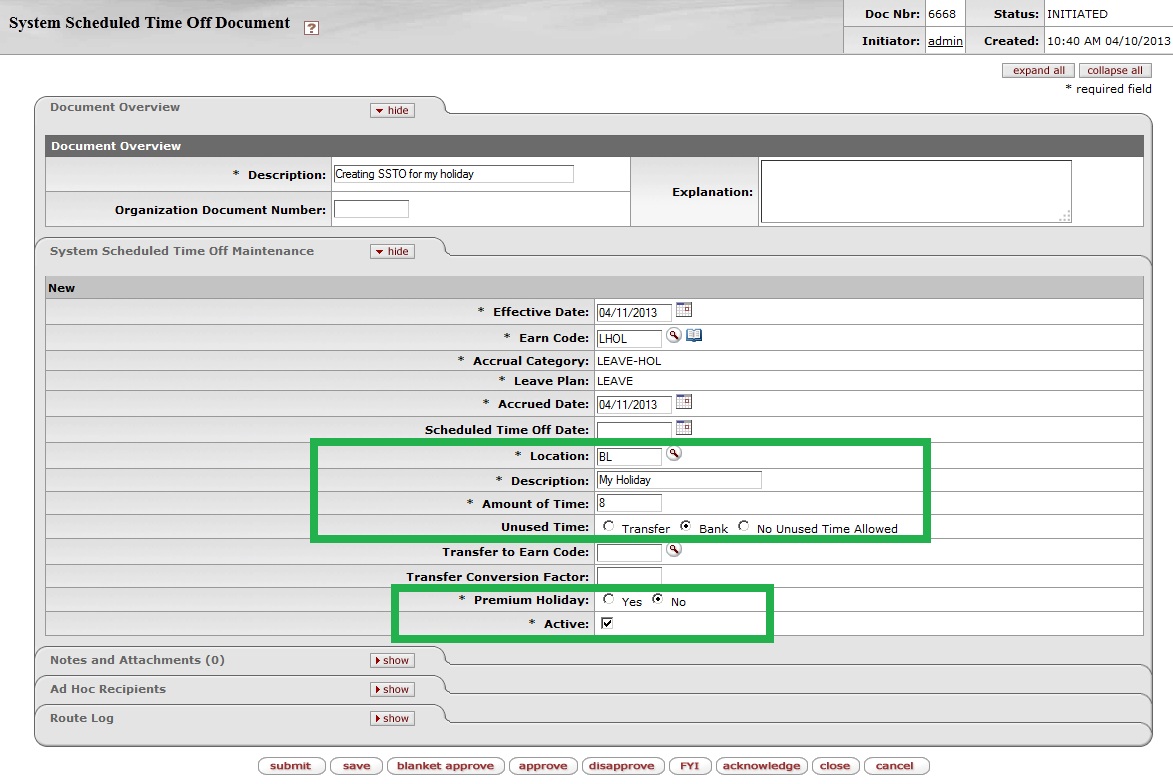 System Scheduled Time Off Document ?
Doc Nbr: 6668 Status: INITIATED
Initiator: admin Created: 10:40 AM 04/10/2013
expand all collapse all
* required field
Document Overview hide
Document Overview
* Description: Creating SSTO for my holiday
Explanation:
Organization Document Number:
System Scheduled Time Off Maintenance hide
New
* Effective Date: 04/11/2013
* Earn Code: LHOL
* Accrual Category: LEAVE-HOL
* Leave Plan: LEAVE
* Accrued Date: 04/11/2013
Scheduled Time Off Date:
* Location: BL
* Description: My Holiday
* Amount of Time: 8
Unused Time: Transfer Bank No Unused Time Allowed
Transfer to Earn Code:
Transfer Conversion Factor:
* Premium Holiday: Yes No
* Active:
Notes and Attachments (0) show
Ad Hoc Recipients show
Route Log show
submit save blanket approve approve disapprove FYI acknowledge close cancel